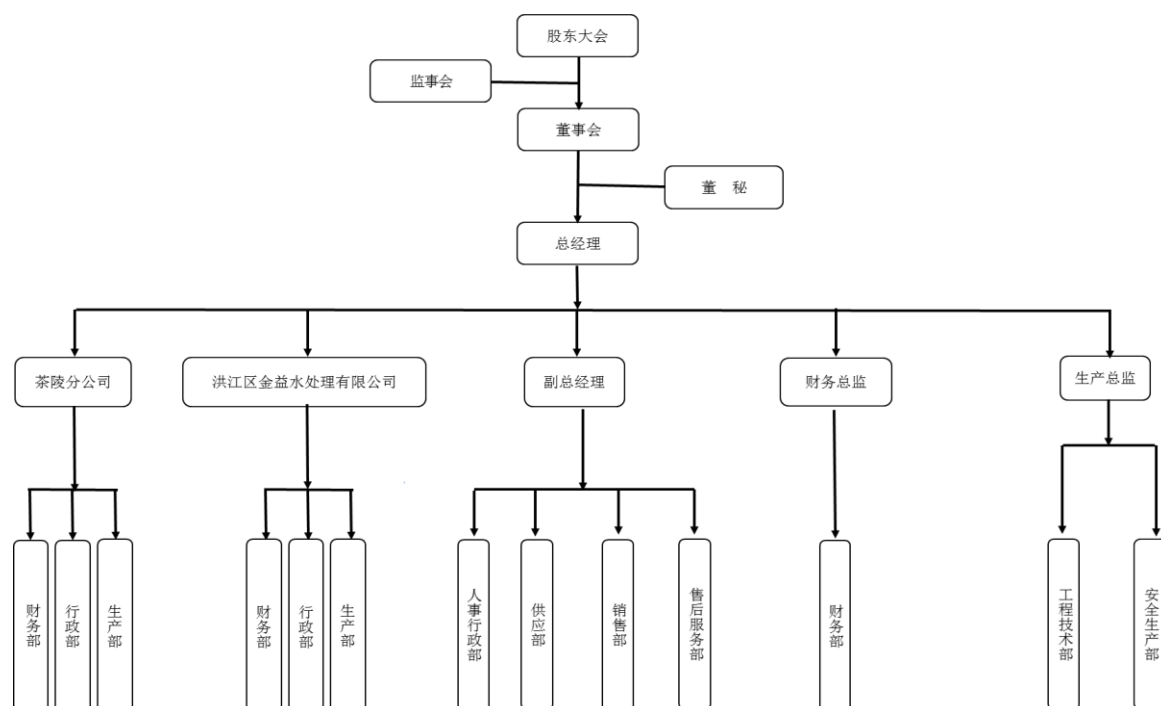 股东大会
监事会
董事会
董 秘
总经理
茶陵分公司
洪江区金益水处理有限公司
副总经理
财务总监
生产总监
财务部
行政部
生产部
财务部
行政部
生产部
人事行政部
供应部
销售部
售后服务部
财务部
工程技术部
安全生产部